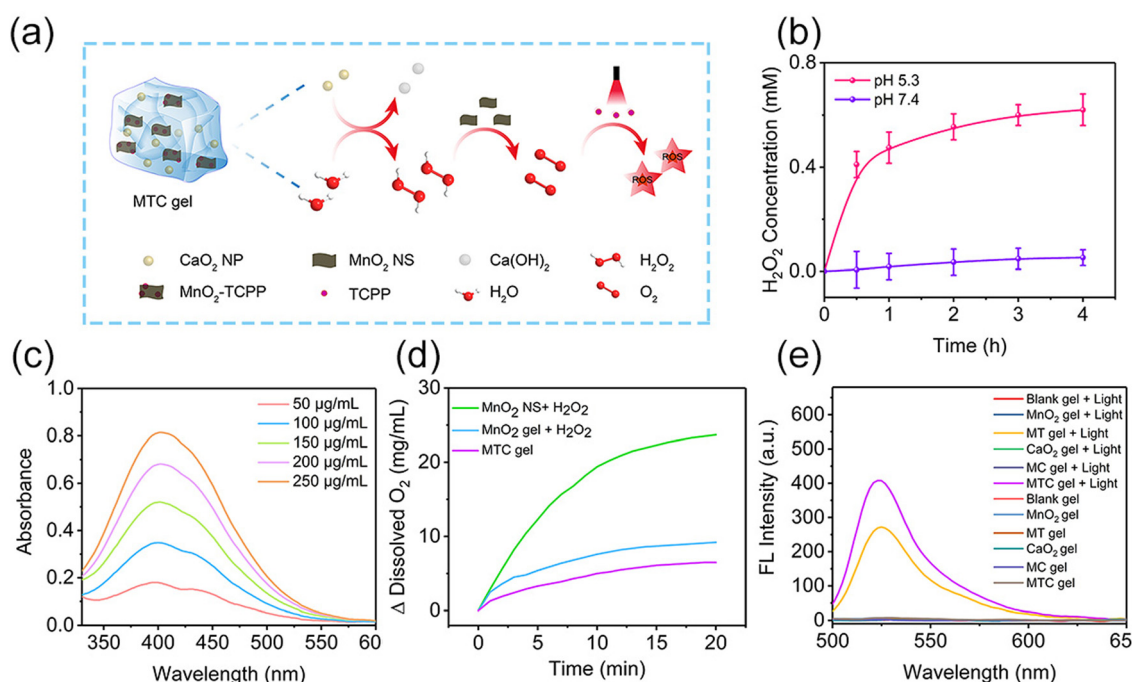 (a)
MTC gel
ROS
ROS
CaO2 NP
MnO2 NS
Ca(OH)2
H2O2
MnO2-TCPP
TCPP
H2O
O2
(b)
H2O2 Concentration (mM)
0.8
0.4
0.0
pH 5.3
pH 7.4
0 1 2 3 4
Time (h)
(c)
Absorbance
1.0
0.8
0.6
0.4
0.2
0.0
50 µg/mL
100 µg/mL
150 µg/mL
200 µg/mL
250 µg/mL
350 400 450 500 550 60
Wavelength (nm)
(d)
Δ Dissolved O2 (mg/mL)
30
20
10
0
MnO2 NS+ H2O2
MnO2 gel + H2O2
MTC gel
0 5 10 15 20
Time (min)
(e)
FL Intensity (a.u.)
600
500
400
300
200
100
0
Blank gel + Light
MnO2 gel + Light
MT gel + Light
CaO2 gel + Light
MC gel + Light
MTC gel + Light
Blank gel
MnO2 gel
MT gel
CaO2 gel
MC gel
MTC gel
500 550 600 65
Wavelength (nm)